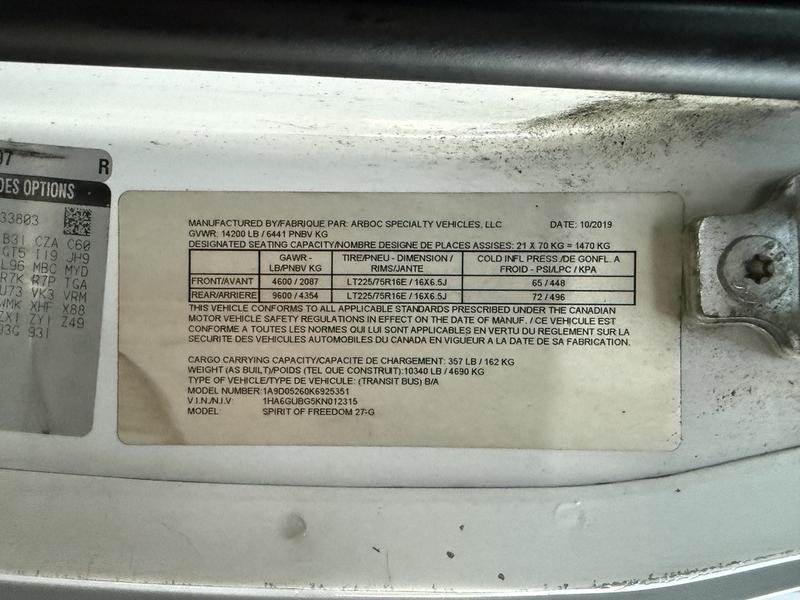 97 R
DES OPTIONS
33803
B3I CZA C60
GT5 I19 JH9
L96 MBC MYD
R7K R7P TGA
U73 VK3 VRM
VMK XHF X88
ZX1 ZY1 Z49
93G 93I
MANUFACTURED BY/FABRIQUE PAR: ARBOC SPECIALTY VEHICLES, LLC DATE: 10/2019
GVWR: 14200 LB / 6441 PNBV KG
DESIGNATED SEATING CAPACITY/NOMBRE DESIGNE DE PLACES ASSISES: 21 X 70 KG = 1470 KG
GAWR - LB/PNBV KG TIRE/PNEU - DIMENSION / RIMS/JANTE COLD INFL PRESS /DE GONFL. A FROID - PSI/LPC / KPA
FRONT/AVANT 4600 / 2087 LT225/75R16E / 16X6.5J 65 / 448
REAR/ARRIERE 9600 / 4354 LT225/75R16E / 16X6.5J 72 / 496
THIS VEHICLE CONFORMS TO ALL APPLICABLE STANDARDS PRESCRIBED UNDER THE CANADIAN
MOTOR VEHICLE SAFETY REGULATIONS IN EFFECT ON THE DATE OF MANUF. / CE VEHICULE EST
CONFORME A TOUTES LES NORMES QUI LUI SONT APPLICABLES EN VERTU DU REGLEMENT SUR LA
SECURITE DES VEHICULES AUTOMOBILES DU CANADA EN VIGUEUR A LA DATE DE SA FABRICATION.
CARGO CARRYING CAPACITY/CAPACITE DE CHARGEMENT: 357 LB / 162 KG
WEIGHT (AS BUILT)/POIDS (TEL QUE CONSTRUIT):10340 LB / 4690 KG
TYPE OF VEHICLE/TYPE DE VEHICULE: (TRANSIT BUS) B/A
MODEL NUMBER:1A9D05260K6925351
V.I.N./N.I.V: 1HA6GUBG5KN012315
MODEL: SPIRIT OF FREEDOM 27-G